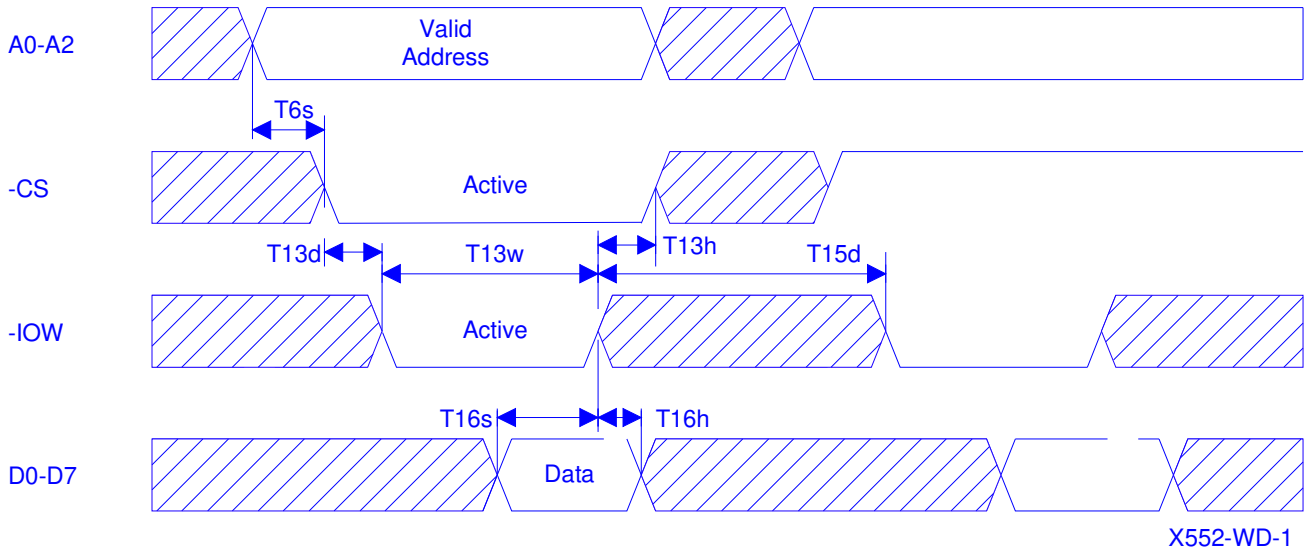 A0-A2
Valid
Address
T6s
-CS
Active
T13d
T13w
T13h
T15d
-IOW
Active
T16s
T16h
D0-D7
Data
X552-WD-1